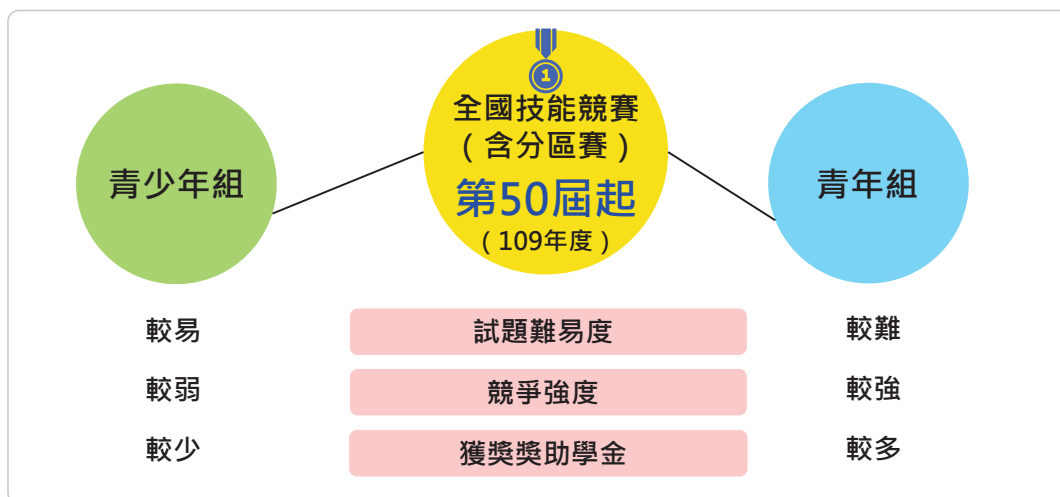 1
全國技能競賽
（含分區賽）
第50屆起
（109年度）
青少年組
青年組
較易 試題難易度 較難
較弱 競爭強度 較強
較少 獲獎獎助學金 較多